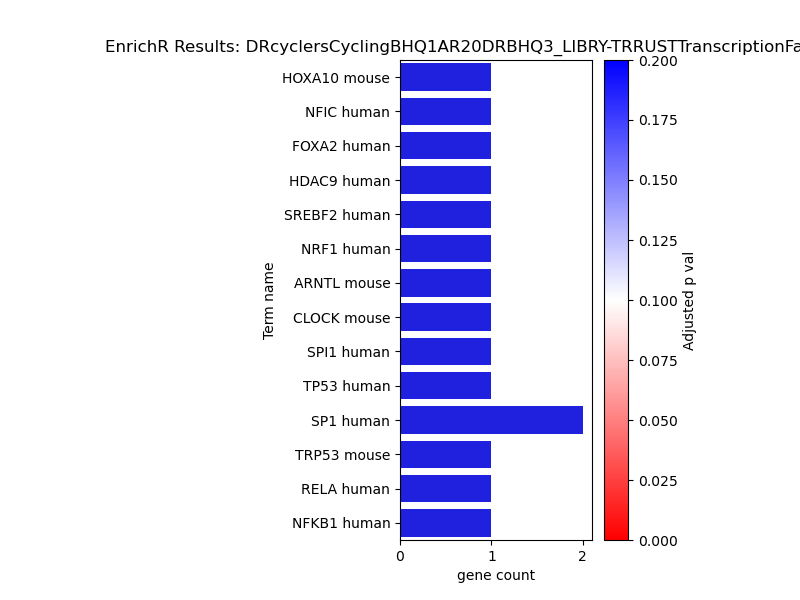 EnrichR Results: DRcyclersCyclingBHQ1AR20DRBHQ3_LIBRY-TRRUSTTranscriptionFa
HOXA10 mouse
NFIC human
FOXA2 human
HDAC9 human
SREBF2 human
NRF1 human
ARNTL mouse
CLOCK mouse
SPI1 human
TP53 human
SP1 human
TRP53 mouse
RELA human
NFKB1 human
Term name
0 1 2
gene count
0.200
0.175
0.150
0.125
0.100
0.075
0.050
0.025
0.000
Adjusted p val